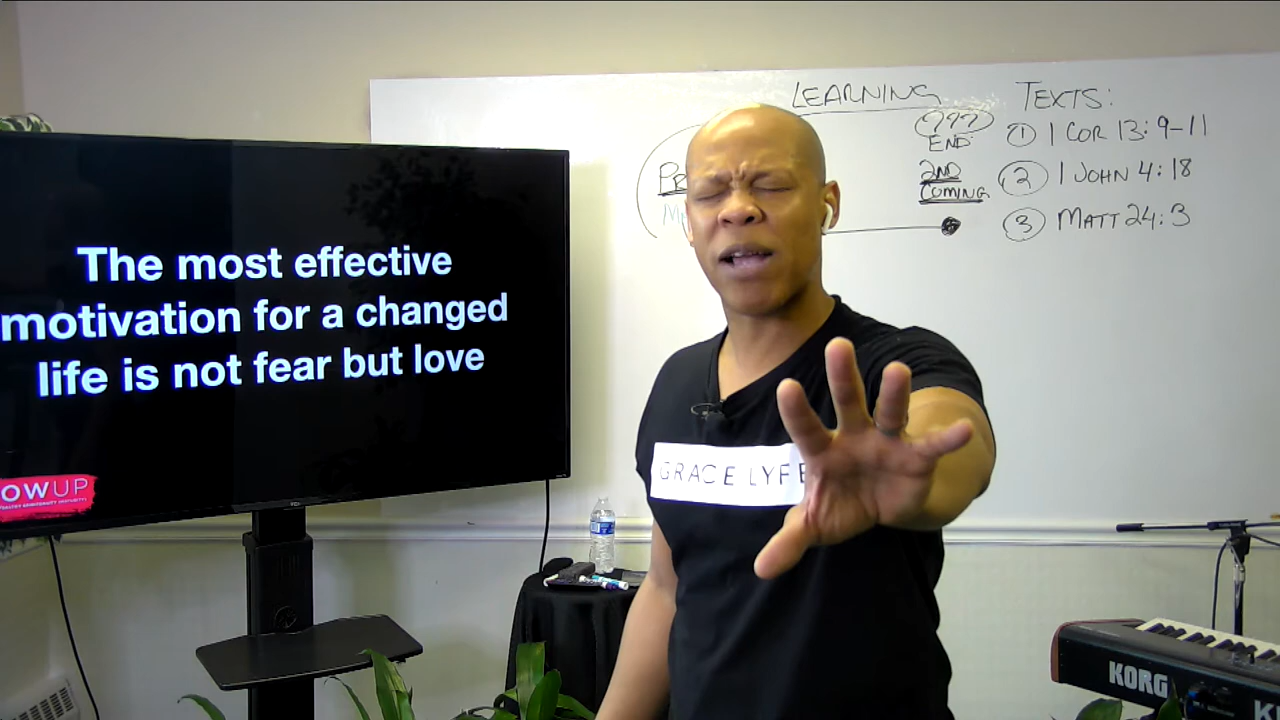 The most effective
motivation for a changed
life is not fear but love
OWUP
LEARNING
???
END
2ND
COMING
TEXTS:
1 1 COR 13:9-11
2 1 JOHN 4:18
3 MATT 24:3
GRACE LYFE
KORG